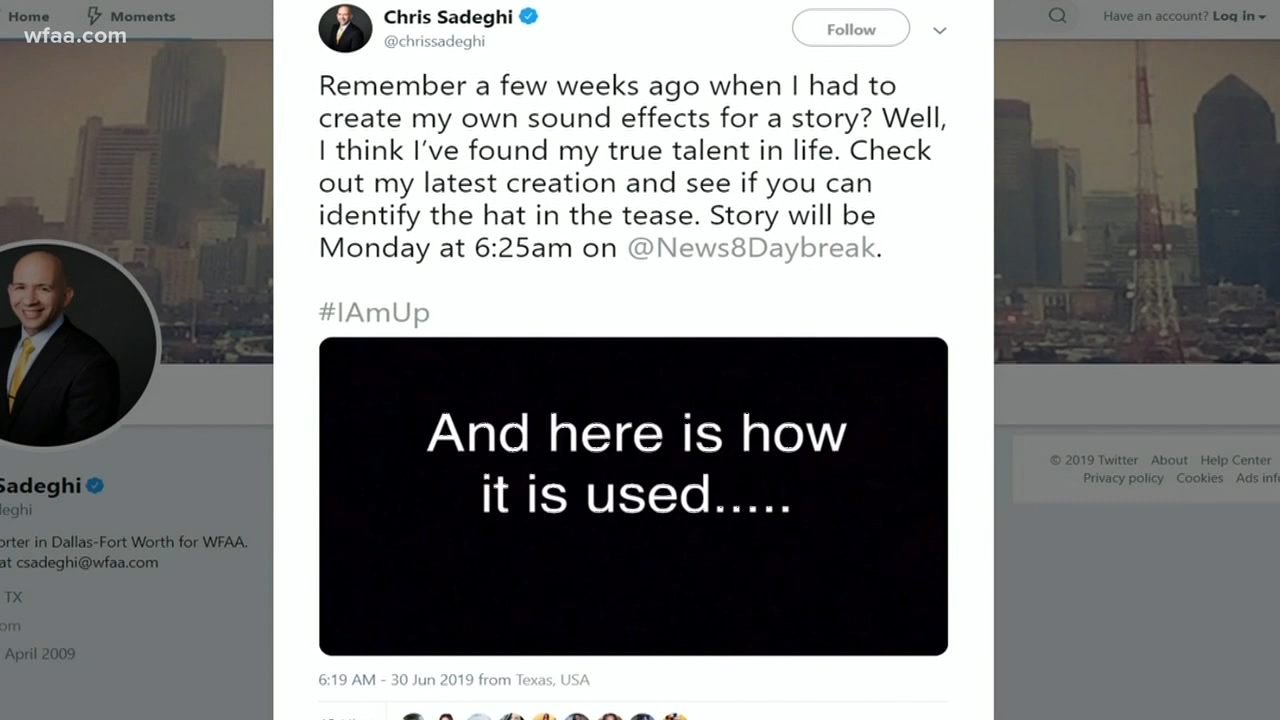 Home
Moments
wfaa.com
Chris Sadeghi
@chrissadeghi
Follow
Have an account? Log in
Remember a few weeks ago when I had to
create my own sound effects for a story? Well,
I think I've found my true talent in life. Check
out my latest creation and see if you can
identify the hat in the tease. Story will be
Monday at 6:25am on @News8Daybreak.
#IAmUp
And here is how
it is used.....
6:19 AM - 30 Jun 2019 from Texas, USA
Sadeghi
eghi
orter in Dallas-Fort Worth for WFAA.
at csadeghi@wfaa.com
TX
om
April 2009
© 2019 Twitter About Help Center
Privacy policy Cookies Ads info